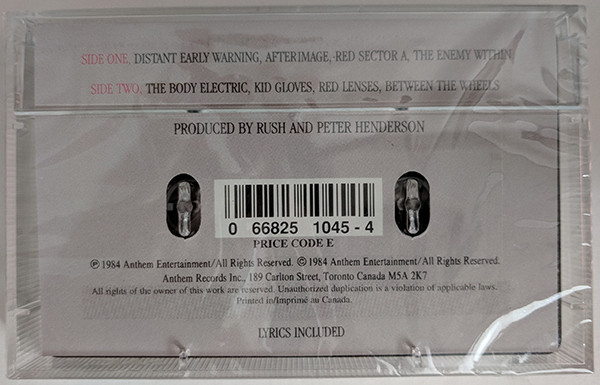 SIDE ONE. DISTANT EARLY WARNING, AFTERIMAGE, RED SECTOR A, THE ENEMY WITHIN
SIDE TWO. THE BODY ELECTRIC, KID GLOVES, RED LENSES, BETWEEN THE WHEELS
PRODUCED BY RUSH AND PETER HENDERSON
0 66825 1045-4
PRICE CODE E
℗ 1984 Anthem Entertainment/All Rights Reserved. © 1984 Anthem Entertainment/All Rights Reserved.
Anthem Records Inc., 189 Carlton Street, Toronto Canada M5A 2K7
All rights of the owner of this work are reserved. Unauthorized duplication is a violation of applicable laws.
Printed in/Imprimé au Canada.
LYRICS INCLUDED